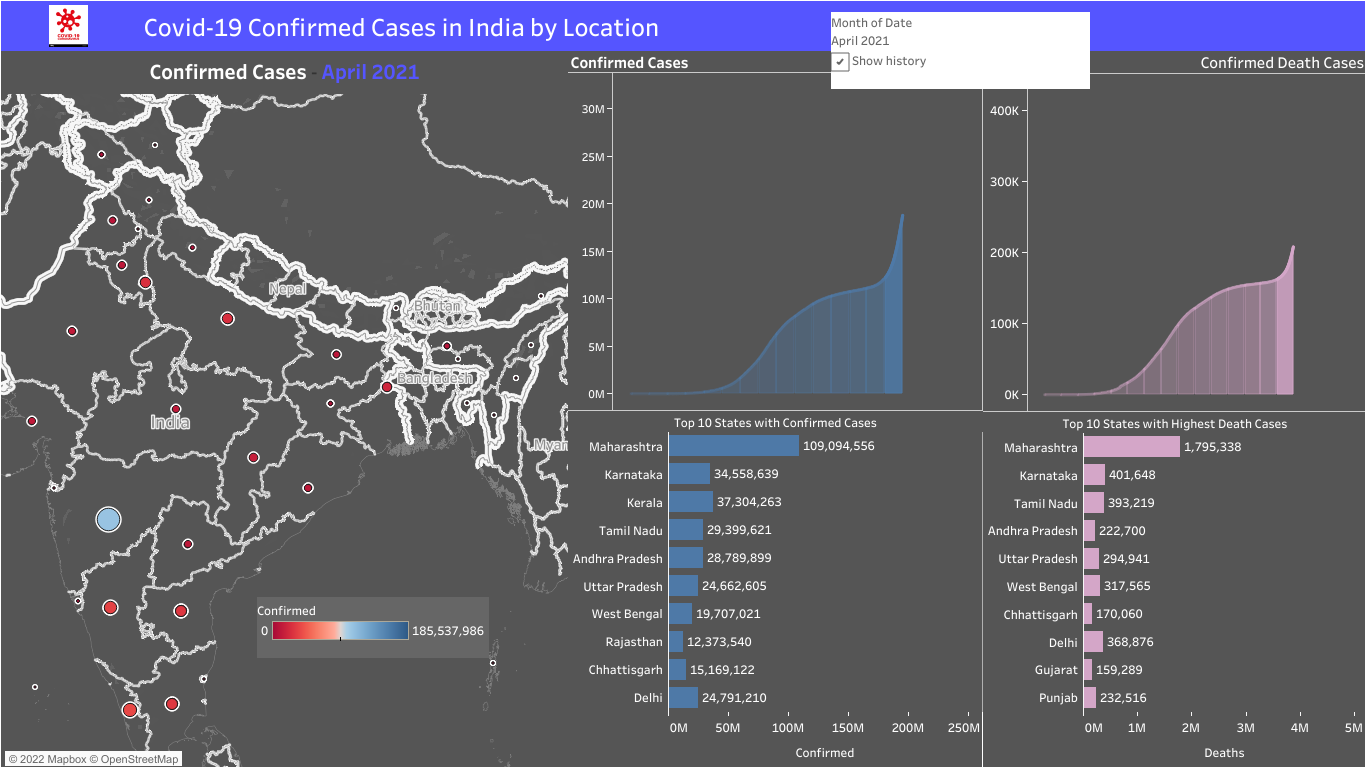 COVID 19
Covid-19 Confirmed Cases in India by Location
Month of Date
April 2021
✔ Show history
Confirmed Cases - April 2021
Nepal
Bhutan
Bangladesh
India
Myan
Confirmed
0
185,537,986
© 2022 Mapbox © OpenStreetMap
Confirmed Cases
30M
25M
20M
15M
10M
5M
0M
Confirmed Death Cases
400K
300K
200K
100K
0K
Top 10 States with Confirmed Cases
Maharashtra 109,094,556
Karnataka 34,558,639
Kerala 37,304,263
Tamil Nadu 29,399,621
Andhra Pradesh 28,789,899
Uttar Pradesh 24,662,605
West Bengal 19,707,021
Rajasthan 12,373,540
Chhattisgarh 15,169,122
Delhi 24,791,210
0M 50M 100M 150M 200M 250M
Confirmed
Top 10 States with Highest Death Cases
Maharashtra 1,795,338
Karnataka 401,648
Tamil Nadu 393,219
Andhra Pradesh 222,700
Uttar Pradesh 294,941
West Bengal 317,565
Chhattisgarh 170,060
Delhi 368,876
Gujarat 159,289
Punjab 232,516
0M 1M 2M 3M 4M 5M
Deaths